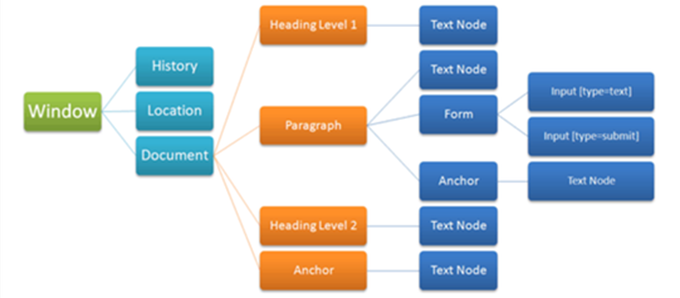 Window
History
Location
Document
Heading Level 1
Text Node
Paragraph
Text Node
Form
Input [type=text]
Input [type=submit]
Anchor
Text Node
Heading Level 2
Text Node
Anchor
Text Node